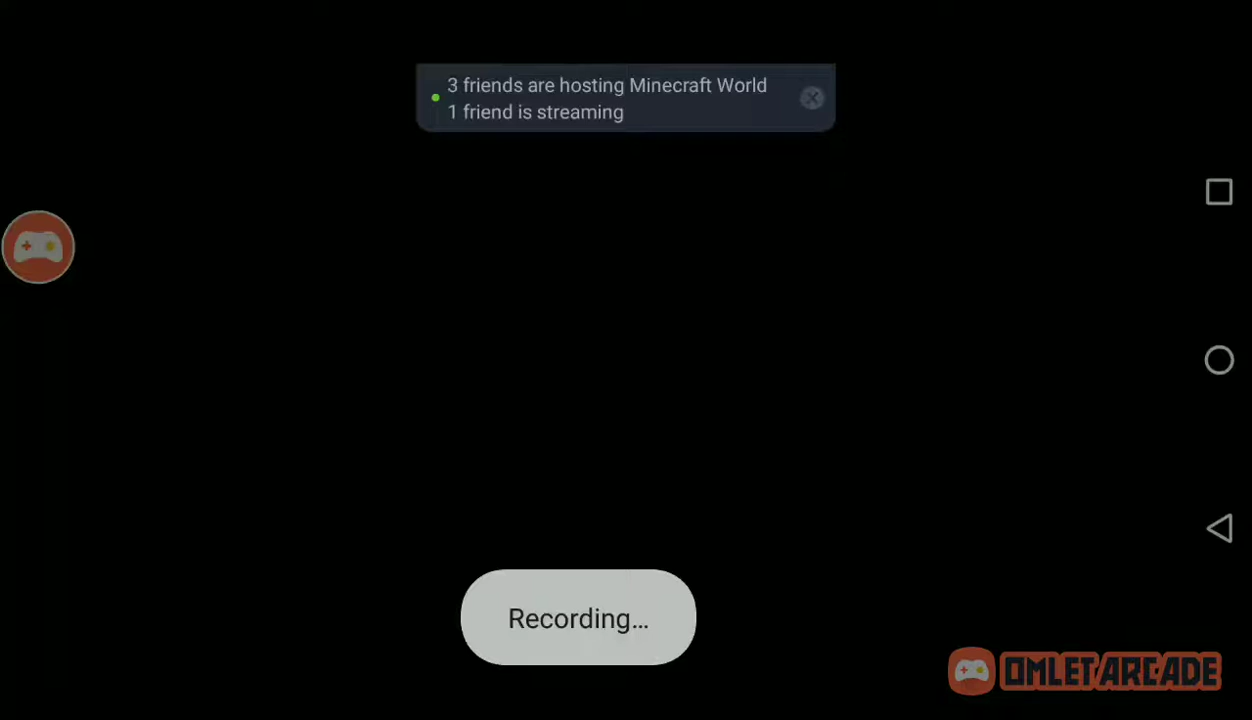 3 friends are hosting Minecraft World
1 friend is streaming
Recording...
OMLET ARCADE